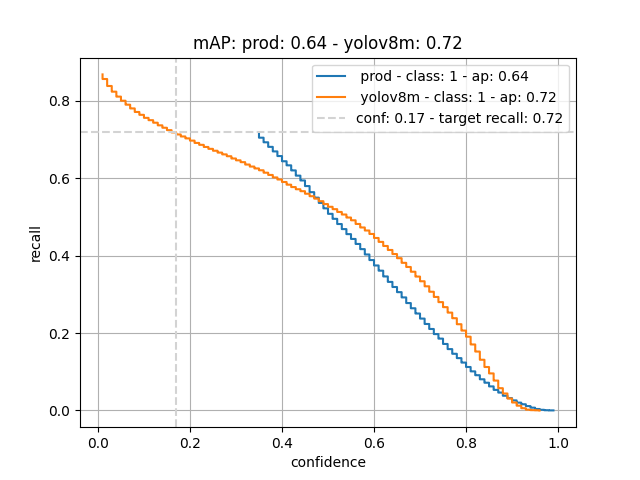 mAP: prod: 0.64 - yolov8m: 0.72
prod - class: 1 - ap: 0.64
yolov8m - class: 1 - ap: 0.72
conf: 0.17 - target recall: 0.72
0.8
0.6
0.4
0.2
0.0
recall
0.0 0.2 0.4 0.6 0.8 1.0
confidence